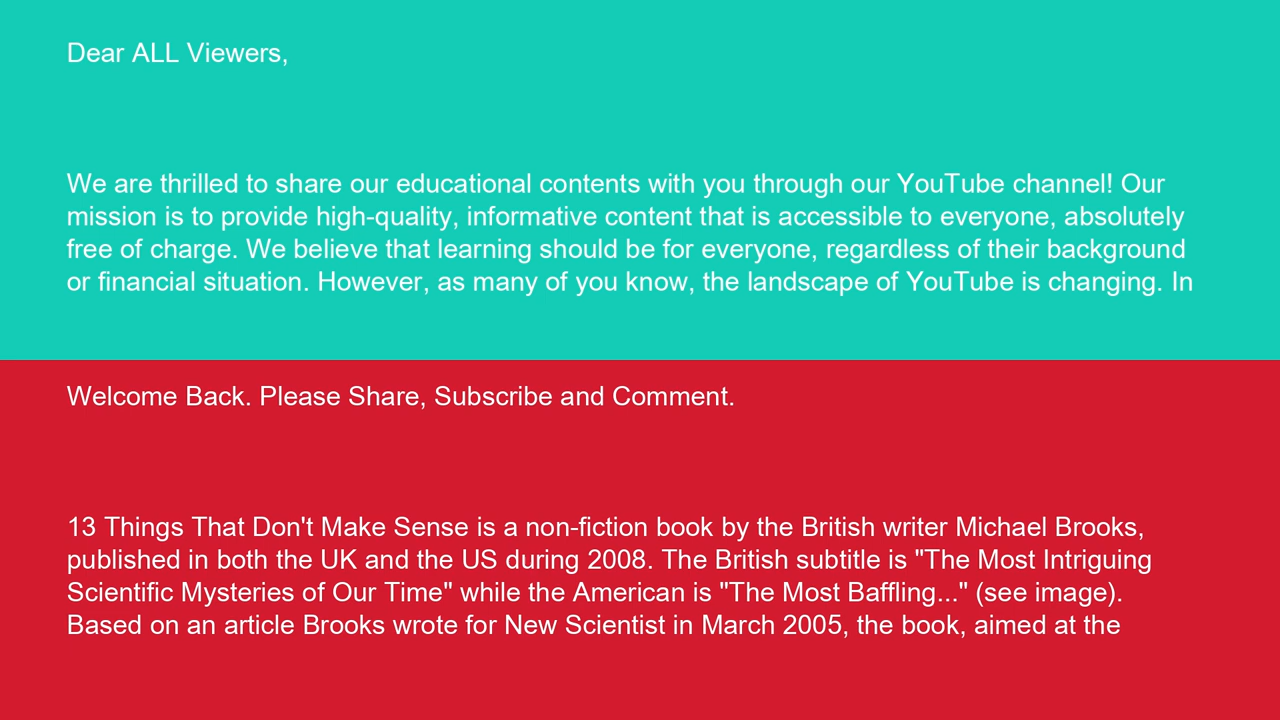 Dear ALL Viewers,
We are thrilled to share our educational contents with you through our YouTube channel! Our
mission is to provide high-quality, informative content that is accessible to everyone, absolutely
free of charge. We believe that learning should be for everyone, regardless of their background
or financial situation. However, as many of you know, the landscape of YouTube is changing. In
Welcome Back. Please Share, Subscribe and Comment.
13 Things That Don't Make Sense is a non-fiction book by the British writer Michael Brooks,
published in both the UK and the US during 2008. The British subtitle is "The Most Intriguing
Scientific Mysteries of Our Time" while the American is "The Most Baffling..." (see image).
Based on an article Brooks wrote for New Scientist in March 2005, the book, aimed at the